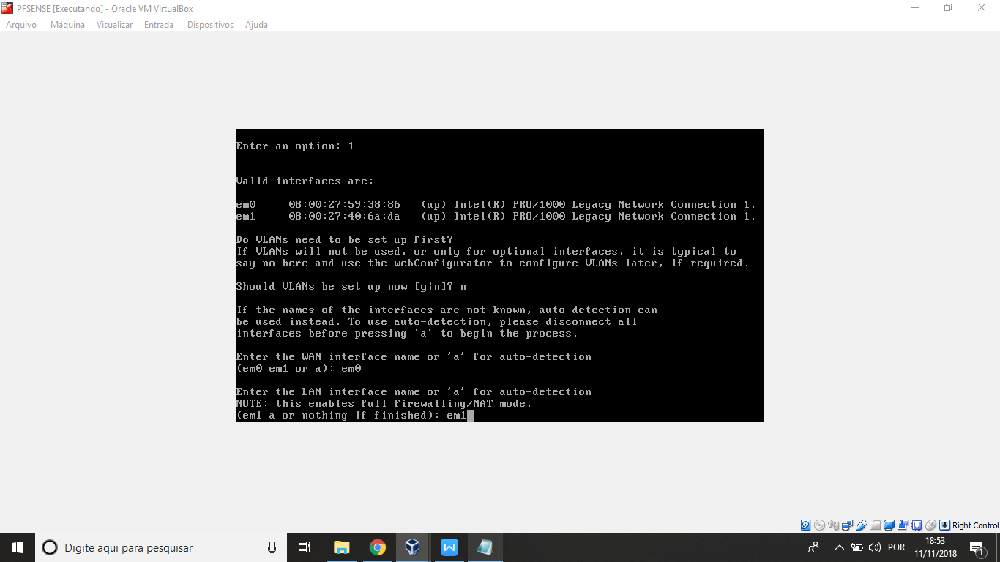 PFSENSE [Executando] - Oracle VM VirtualBox
Arquivo Máquina Visualizar Entrada Dispositivos Ajuda
Enter an option: 1
Valid interfaces are:
em0 08:00:27:59:38:86 (up) Intel(R) PRO/1000 Legacy Network Connection 1.
em1 08:00:27:40:6a:da (up) Intel(R) PRO/1000 Legacy Network Connection 1.
Do VLANs need to be set up first?
If VLANs will not be used, or only for optional interfaces, it is typical to
say no here and use the webConfigurator to configure VLANs later, if required.
Should VLANs be set up now [y|n]? n
If the names of the interfaces are not known, auto-detection can
be used instead. To use auto-detection, please disconnect all
interfaces before pressing 'a' to begin the process.
Enter the WAN interface name or 'a' for auto-detection
(em0 em1 or a): em0
Enter the LAN interface name or 'a' for auto-detection
NOTE: this enables full Firewalling/NAT mode.
(em1 a or nothing if finished): em1
Right Control
Digite aqui para pesquisar
POR
18:53
11/11/2018
1